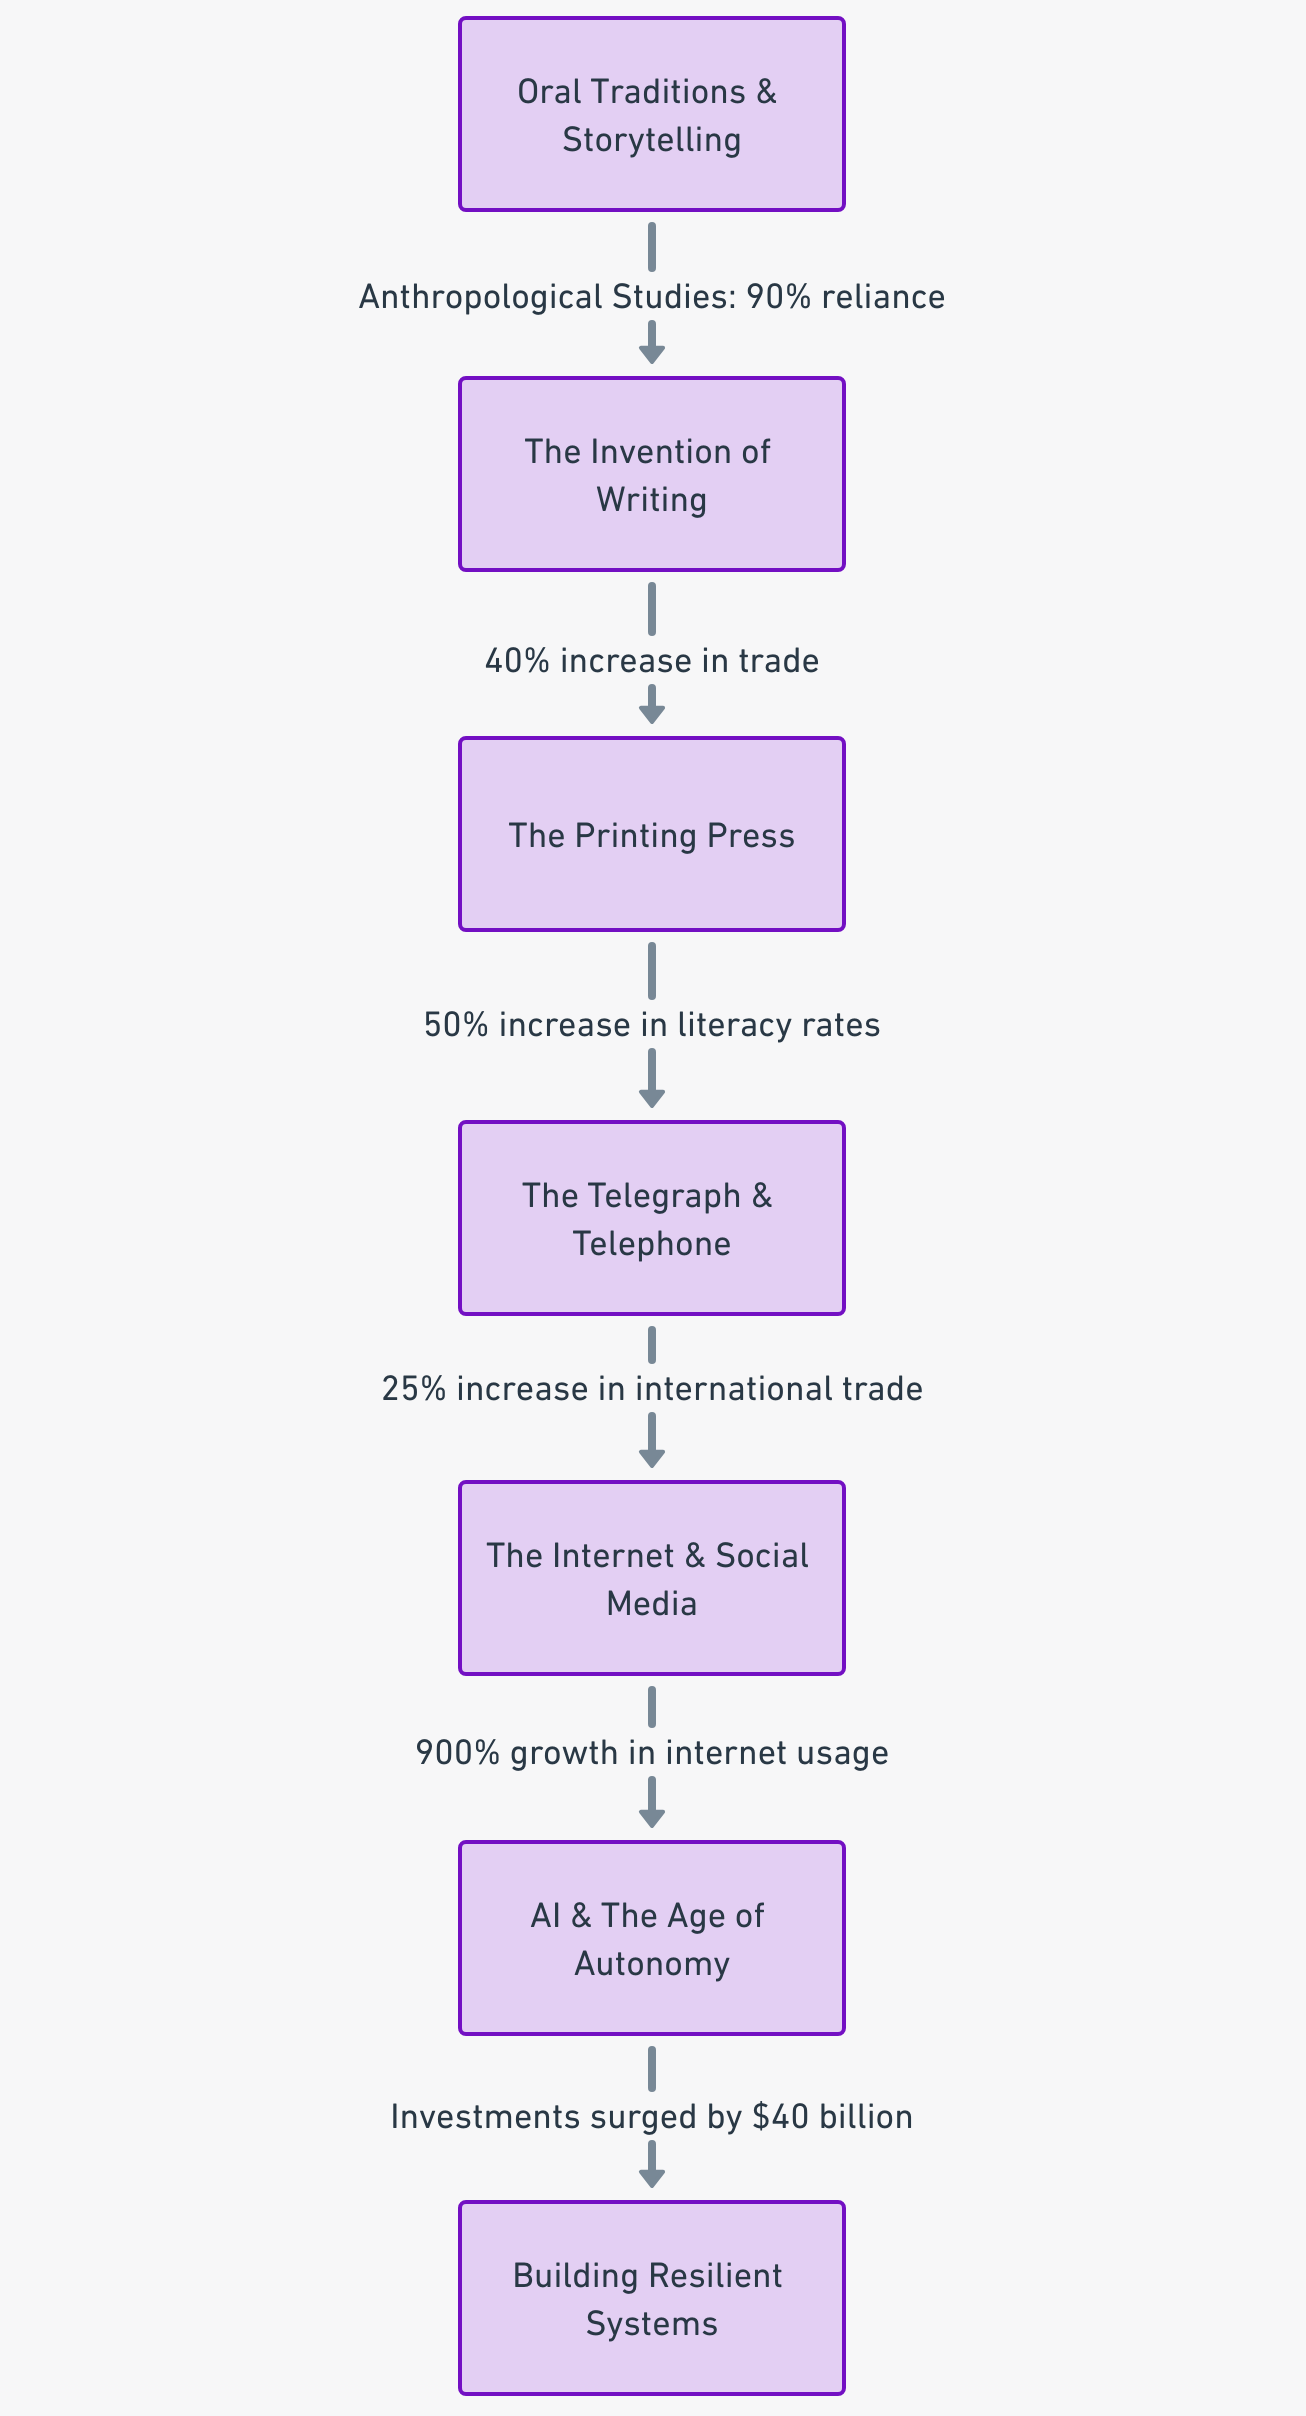 Oral Traditions &
Storytelling
Anthropological Studies: 90% reliance
The Invention of
Writing
40% increase in trade
The Printing Press
50% increase in literacy rates
The Telegraph &
Telephone
25% increase in international trade
The Internet & Social
Media
900% growth in internet usage
AI & The Age of
Autonomy
Investments surged by $40 billion
Building Resilient
Systems